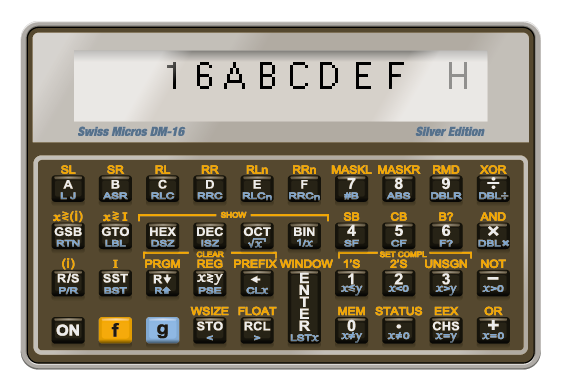 16ABCDEF H
Swiss Micros DM-16 Silver Edition
SL SR RL RR RLn RRn MASKL MASKR RMD XOR
A B C D E F 7 8 9 ÷
LJ ASR RLC RRC RLCn RRCn #B ABS DBLR DBL÷
x≷(i) x≷I SHOW SB CB B? AND
GSB GTO HEX DEC OCT BIN 4 5 6 ×
RTN LBL DSZ ISZ √x 1/x SF CF F? DBL×
CLEAR SET COMPL
(i) I PRGM REG PREFIX WINDOW 1'S 2'S UNSGN NOT
R/S SST R↓ x≷y ← ENTER 1 2 3 −
P/R BST R↑ PSE CLx x≤y x<0 x>y x>0
WSIZE FLOAT MEM STATUS EEX OR
ON f g STO RCL 0 · CHS +
< > LSTx x≠y x≠0 x=y x=0